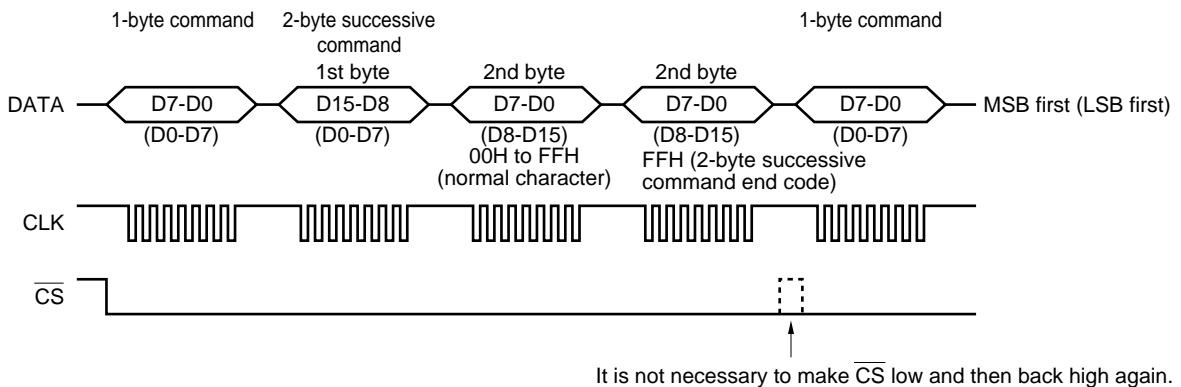 1-byte command
2-byte successive
command
1-byte command
1st byte
2nd byte
2nd byte
DATA
D7-D0
D15-D8
D7-D0
D7-D0
D7-D0
MSB first (LSB first)
(D0-D7)
(D0-D7)
(D8-D15)
(D8-D15)
(D0-D7)
00H to FFH
(normal character)
FFH (2-byte successive
command end code)
CLK
CS
It is not necessary to make CS low and then back high again.